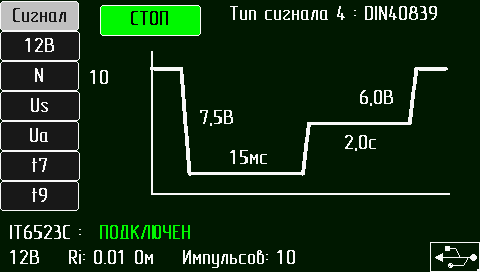 Сигнал
СТОП
Тип сигнала 4 : DIN40839
12В
N
Us
Ua
t7
t9
10
7,5В
6,0В
15мс
2,0с
IT6523C : ПОДКЛЮЧЕН
12В Ri: 0.01 Ом Импульсов: 10